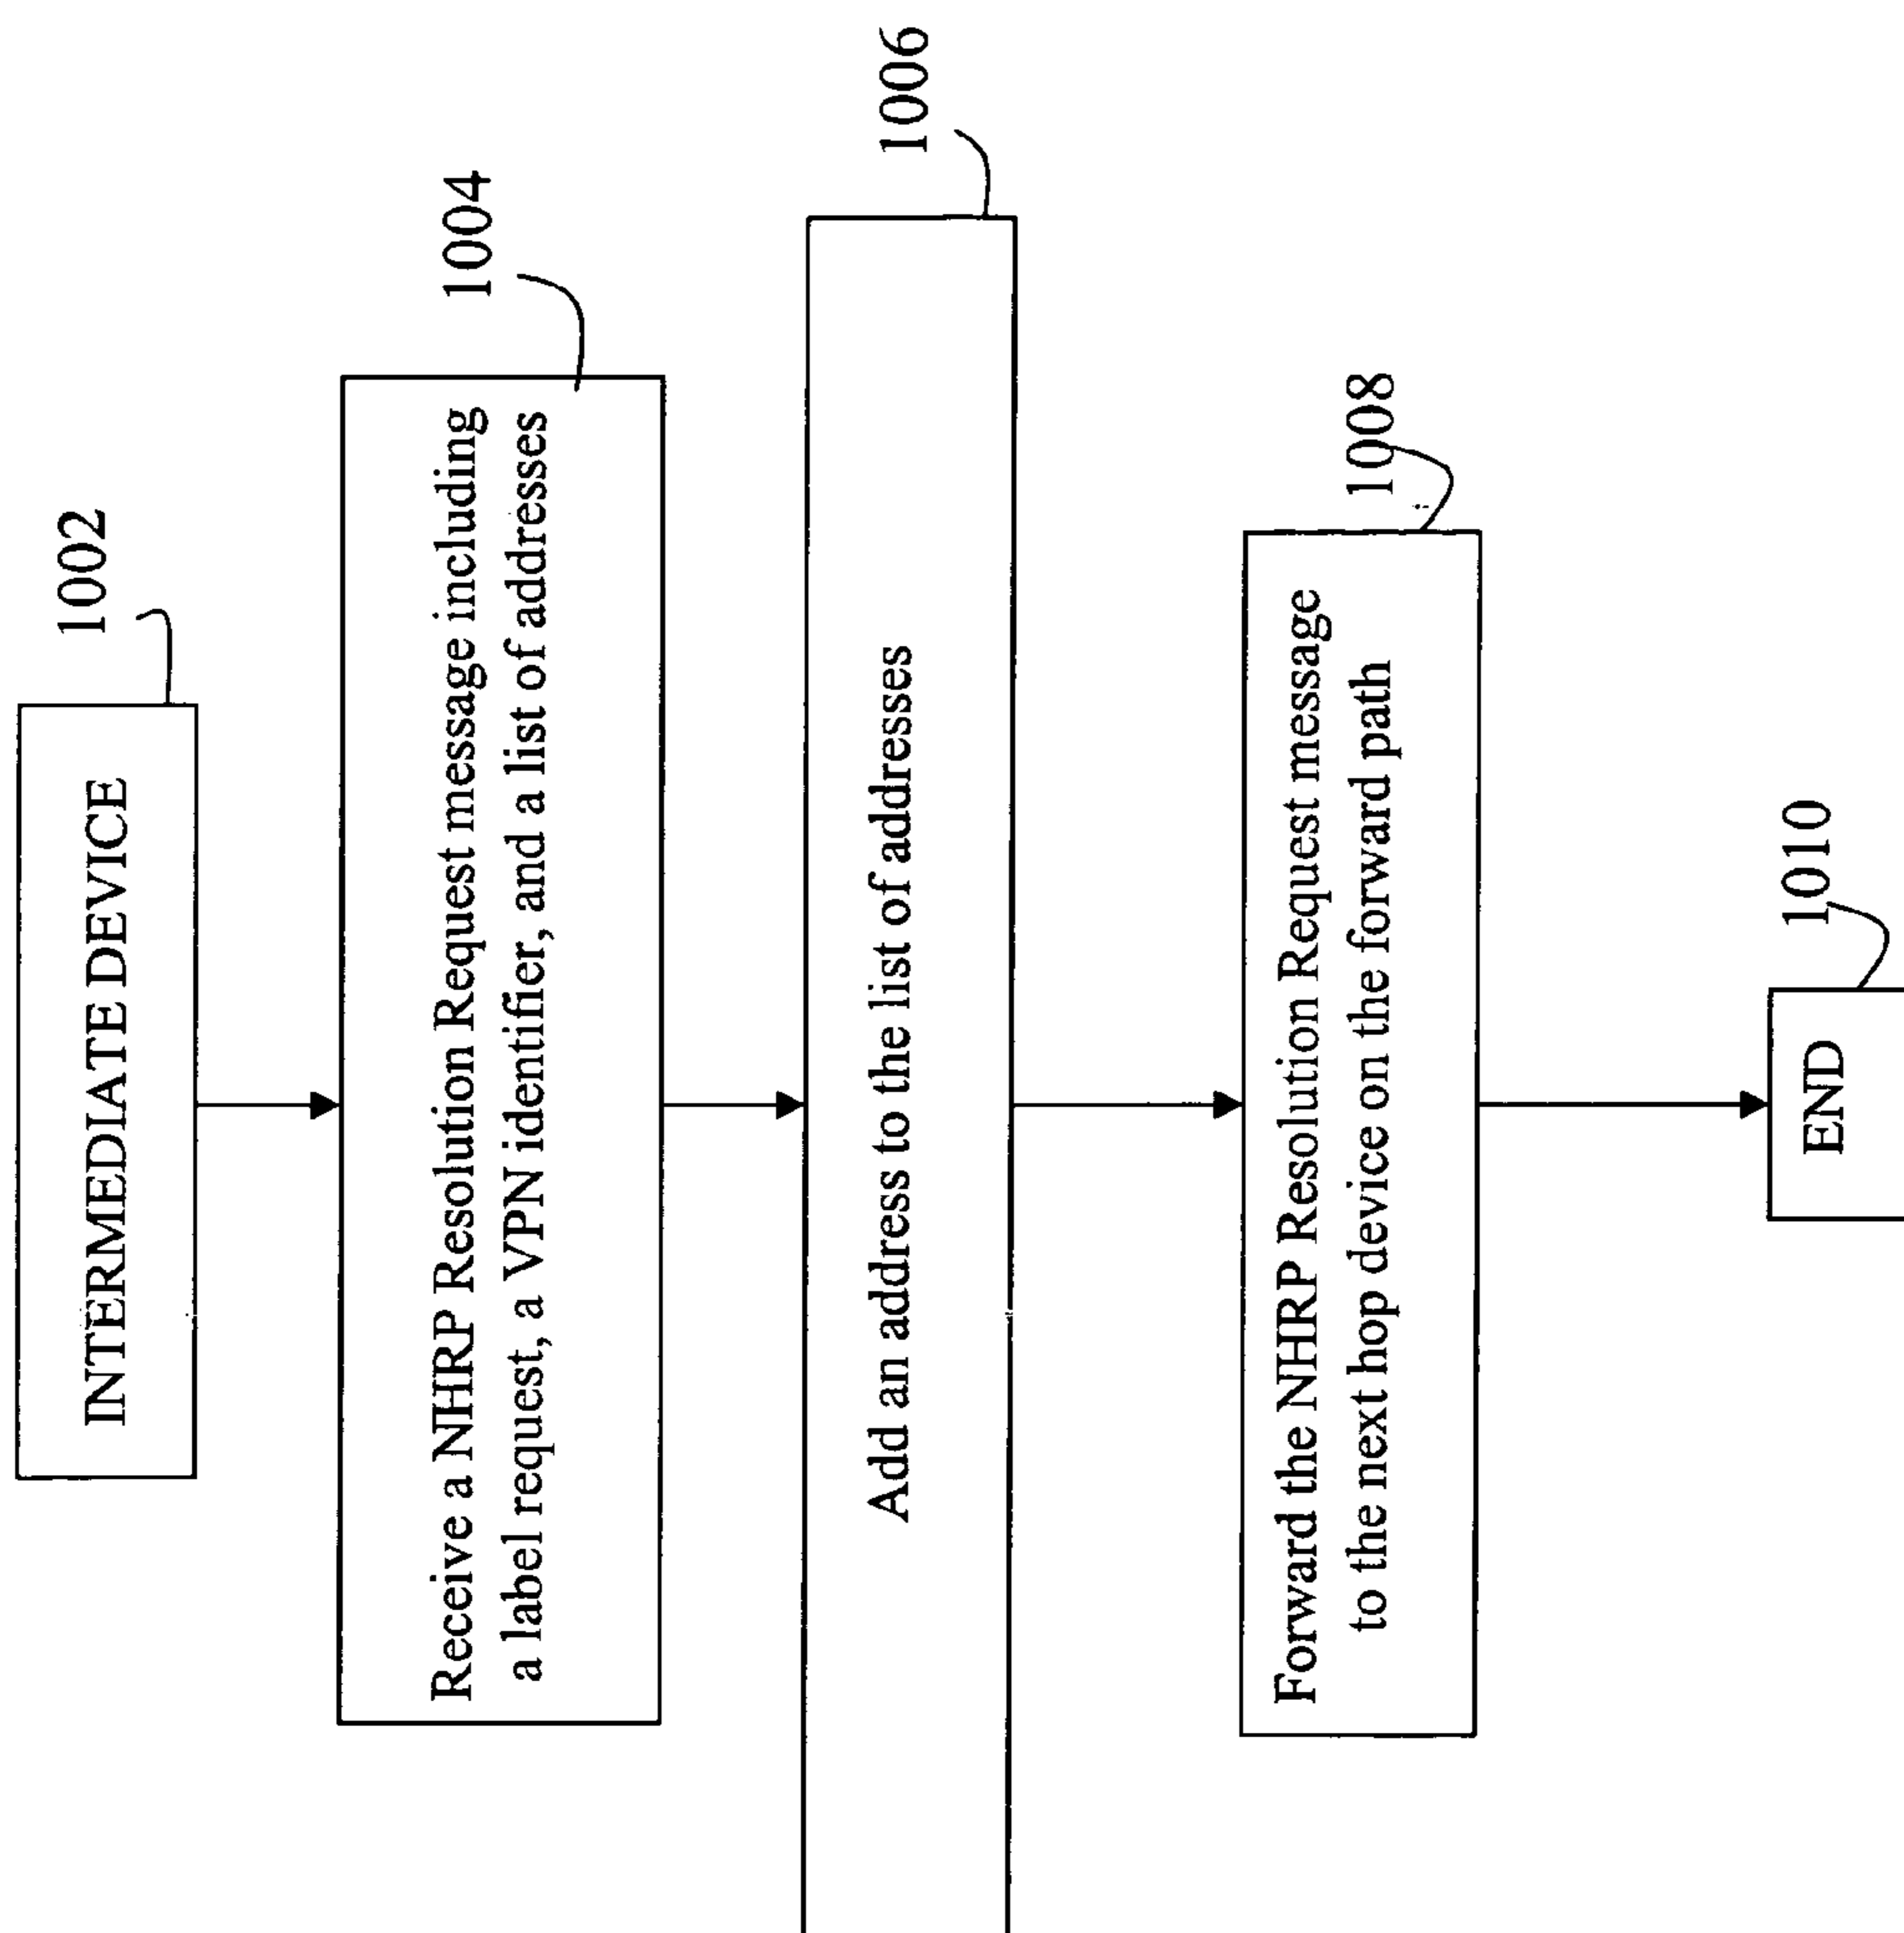 INTERMEDIATE DEVICE
1002
Receive a NHRP Resolution Request message including
a label request, a VPN identifier, and a list of addresses
1004
Add an address to the list of addresses
1006
Forward the NHRP Resolution Request message
to the next hop device on the forward path
1008
END
1010